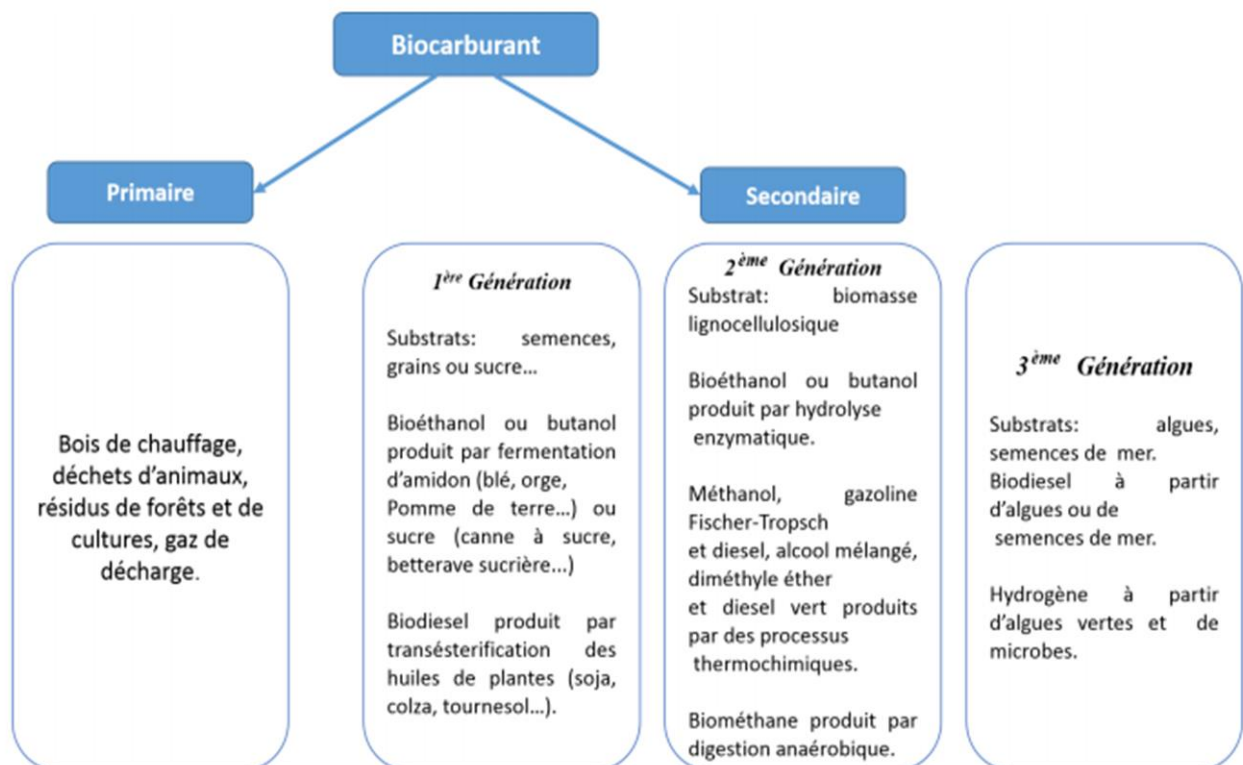 Biocarburant
Primaire
Secondaire
Bois de chauffage,
déchets d'animaux,
résidus de forêts et de
cultures, gaz de
décharge.
1ère Génération
Substrats: semences,
grains ou sucre...
Bioéthanol ou butanol
produit par fermentation
d'amidon (blé, orge,
Pomme de terre...) ou
sucre (canne à sucre,
betterave sucrière...)
Biodiesel produit par
transéstérification des
huiles de plantes (soja,
colza, tournesol...).
2ème Génération
Substrat: biomasse
lignocellulosique
Bioéthanol ou butanol
produit par hydrolyse
enzymatique.
Méthanol, gazoline
Fischer-Tropsch
et diesel, alcool mélangé,
diméthyle éther
et diesel vert produits
par des processus
thermochimiques.
Biométhane produit par
digestion anaérobique.
3ème Génération
Substrats: algues,
semences de mer.
Biodiesel à partir
d'algues ou de
semences de mer.
Hydrogène à partir
d'algues vertes et de
microbes.